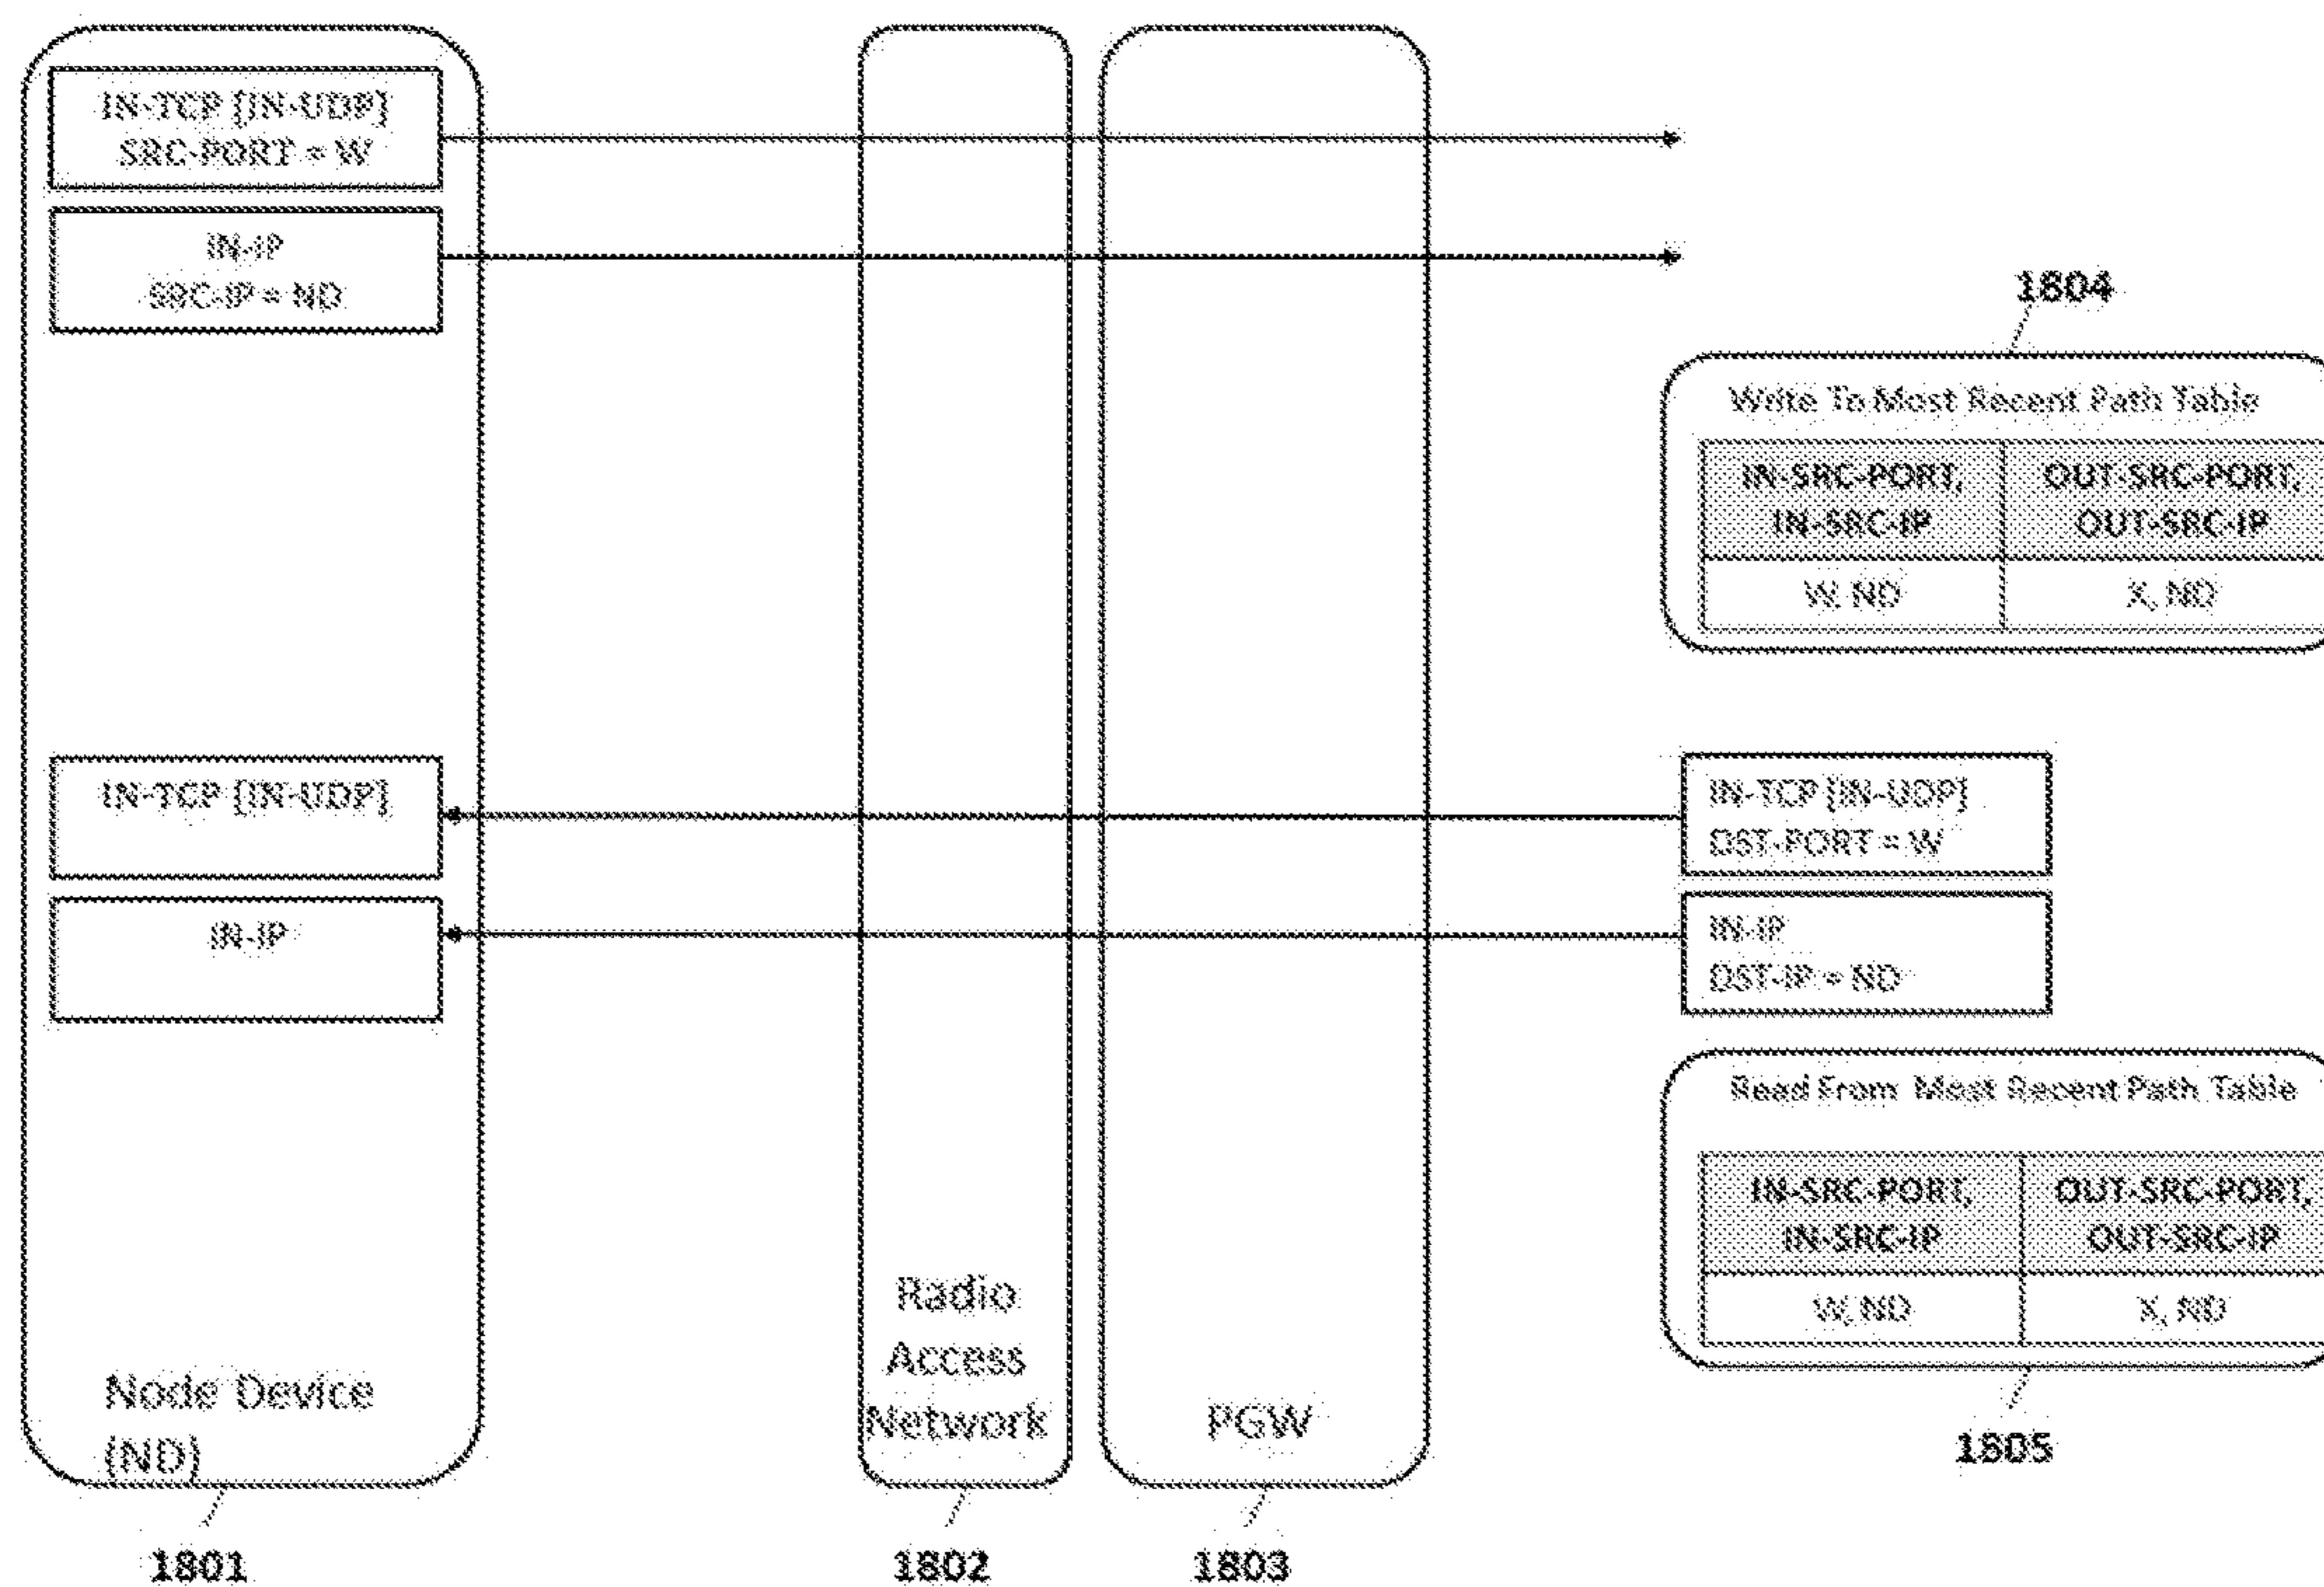 IN-TCP [IN-UDP]
SRC-PORT = W
IN-IP
SRC-IP = ND
1804
Write To Most Recent Path Table
IN-SRC-PORT,
IN-SRC-IP
OUT-SRC-PORT,
OUT-SRC-IP
W, ND
X, ND
IN-TCP [IN-UDP]
IN-TCP [IN-UDP]
DST-PORT = W
IN-IP
IN-IP
DST-IP = ND
Read From Most Recent Path Table
IN-SRC-PORT,
IN-SRC-IP
OUT-SRC-PORT,
OUT-SRC-IP
W, ND
X, ND
1805
Node Device
(ND)
Radio
Access
Network
PGW
1801
1802
1803